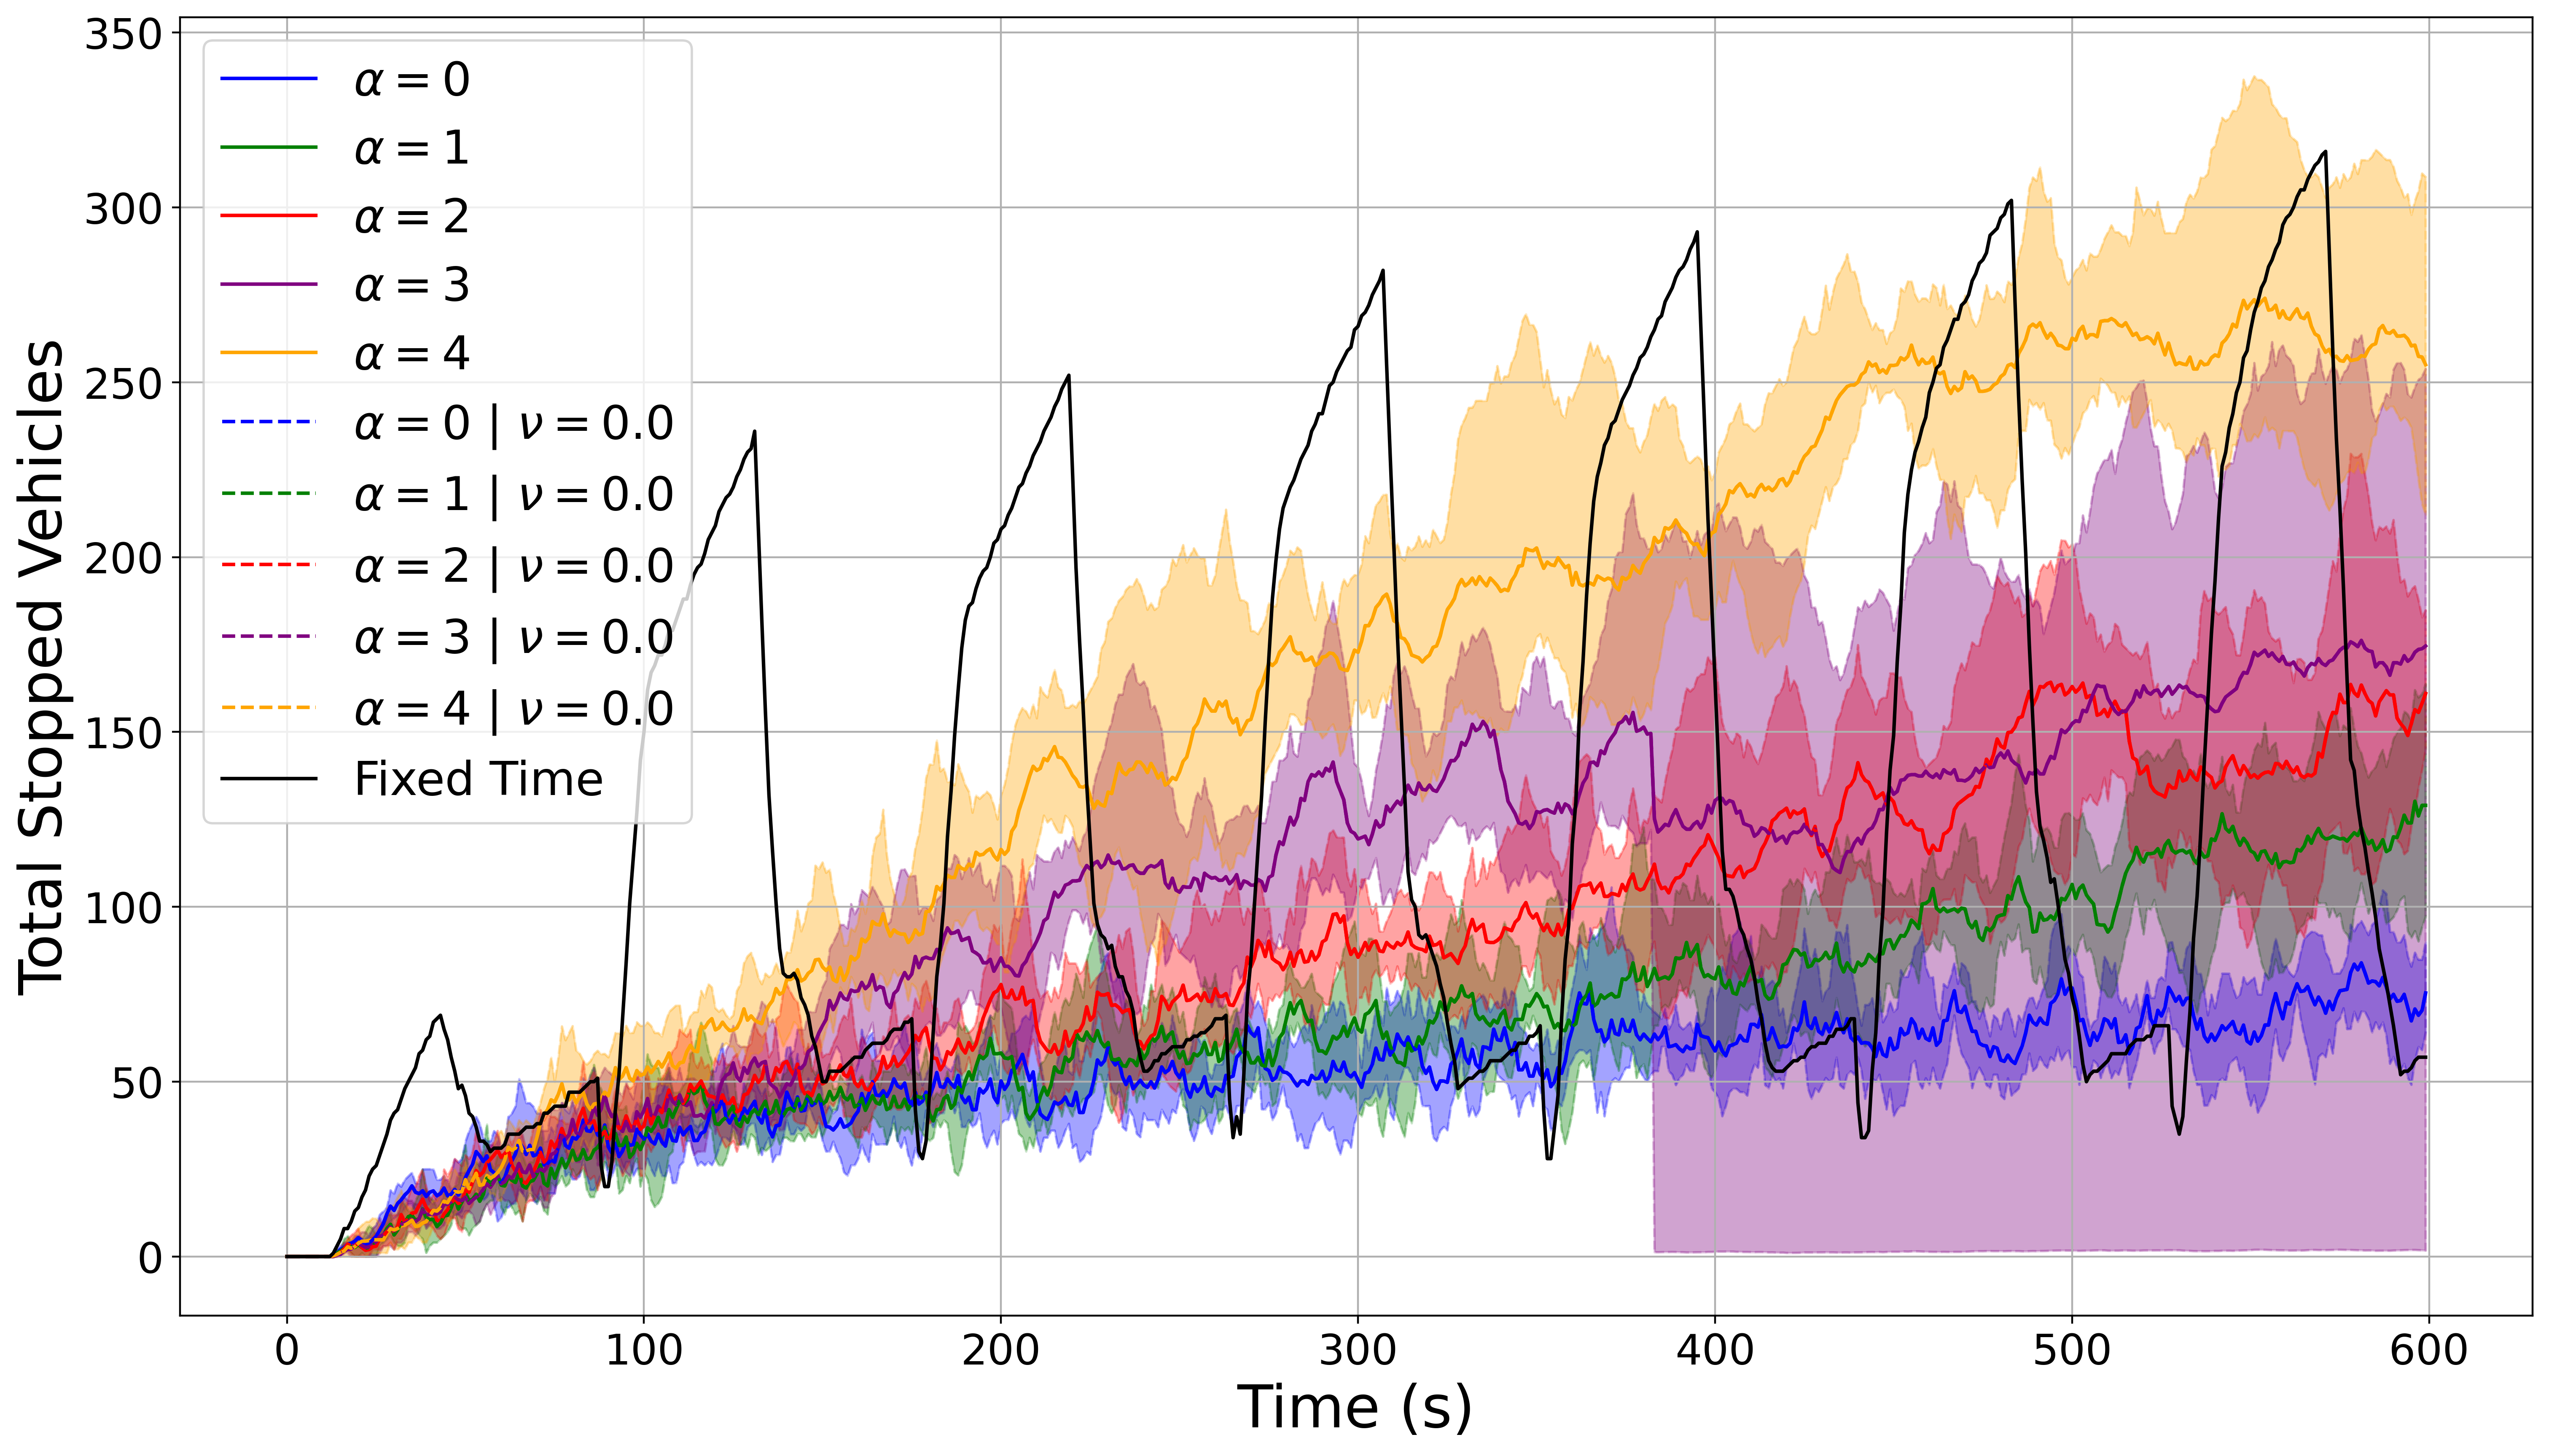 350
300
250
200
150
100
50
0
Total Stopped Vehicles
α = 0
α = 1
α = 2
α = 3
α = 4
α = 0 | ν = 0.0
α = 1 | ν = 0.0
α = 2 | ν = 0.0
α = 3 | ν = 0.0
α = 4 | ν = 0.0
Fixed Time
0 100 200 300 400 500 600
Time (s)